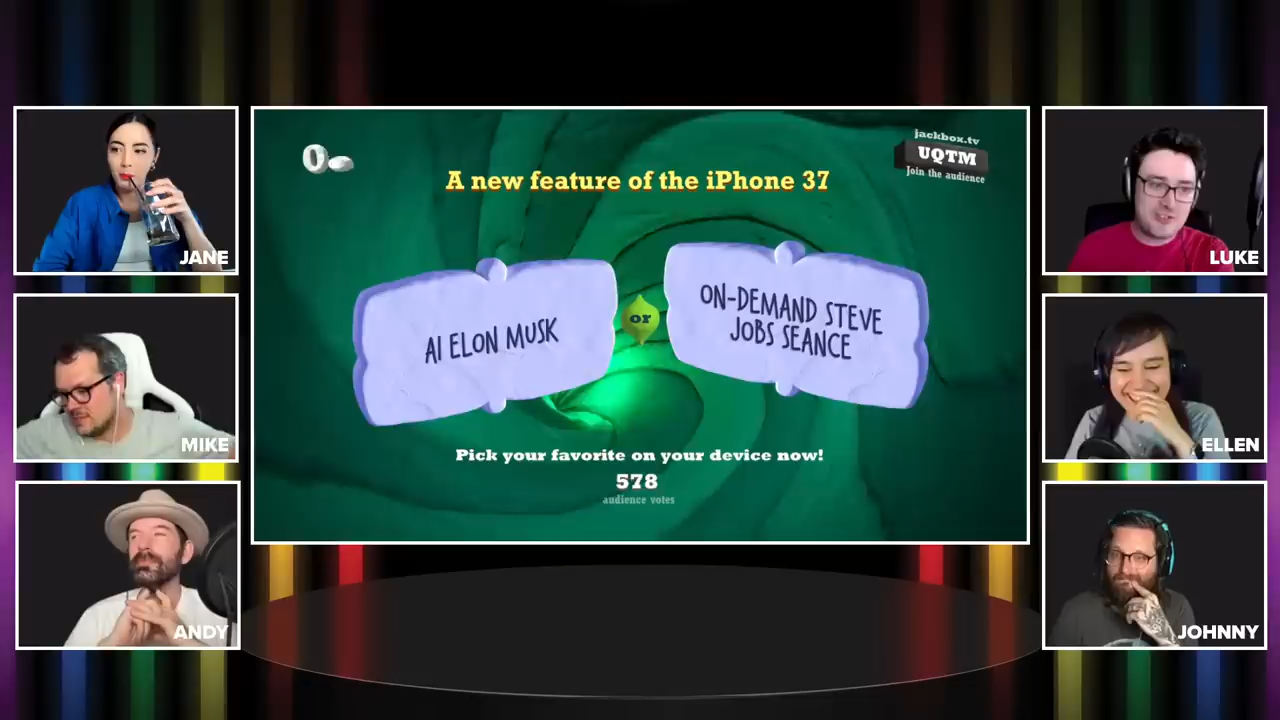 jackbox.tv
UQTM
Join the audience
A new feature of the iPhone 37
AI ELON MUSK
or
ON-DEMAND STEVE
JOBS SEANCE
Pick your favorite on your device now!
578
audience votes
JANE
MIKE
ANDY
LUKE
ELLEN
JOHNNY